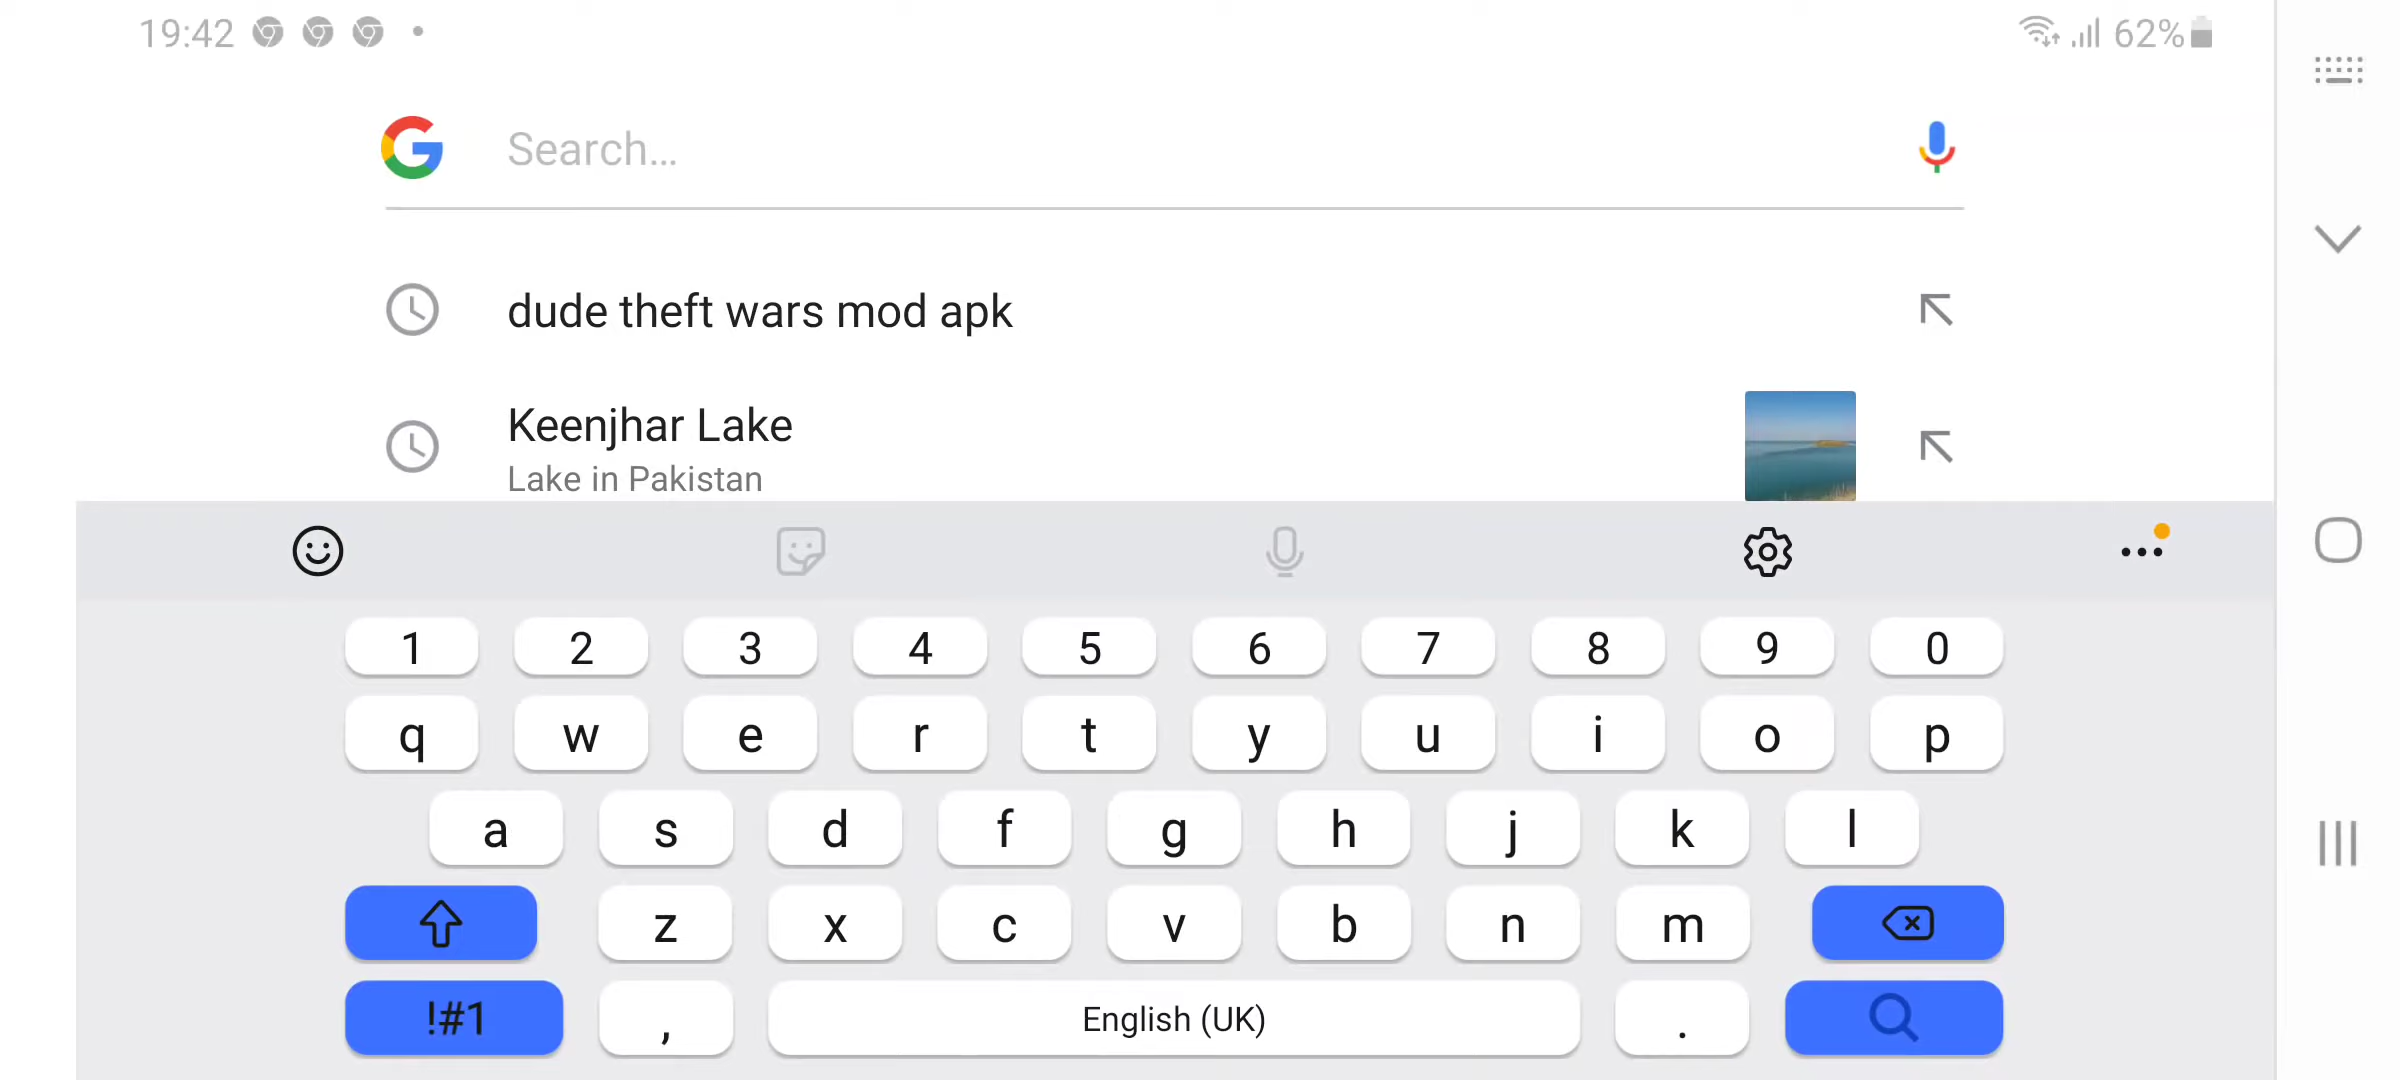 19:42
62%
Search...
dude theft wars mod apk
Keenjhar Lake
Lake in Pakistan
1 2 3 4 5 6 7 8 9 0
q w e r t y u i o p
a s d f g h j k l
z x c v b n m
!#1 , English (UK) .